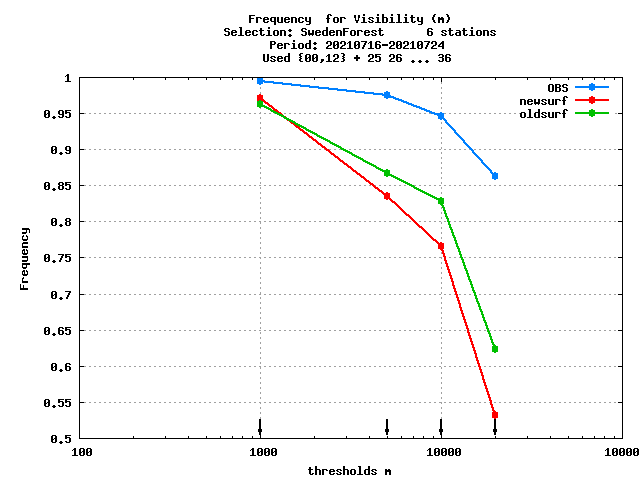 Frequency  for Visibility (m)
Selection: SwedenForest      6 stations
Period: 20210716-20210724
Used {00,12} + 25 26 ... 36
OBS
newsurf
oldsurf
1
0.95
0.9
0.85
0.8
0.75
0.7
0.65
0.6
0.55
0.5
Frequency
100 1000 10000 10000
thresholds m